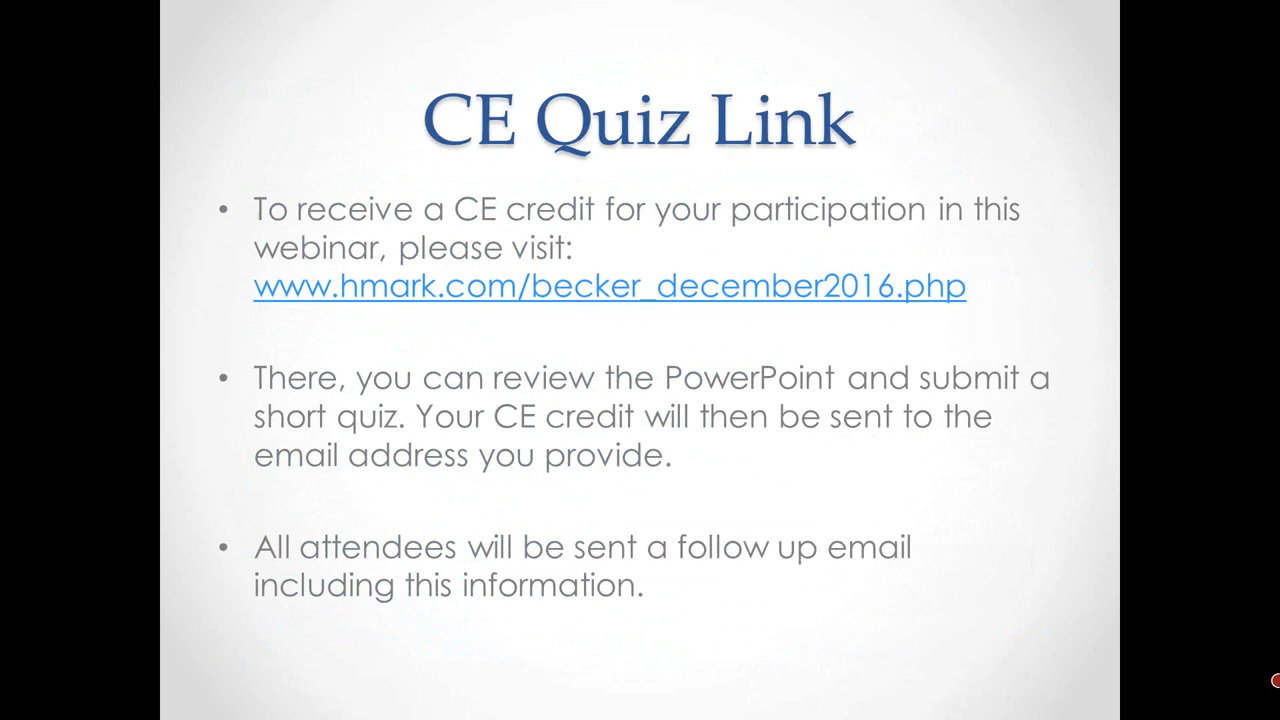 CE Quiz Link
• To receive a CE credit for your participation in this
webinar, please visit:
www.hmark.com/becker_december2016.php
• There, you can review the PowerPoint and submit a
short quiz. Your CE credit will then be sent to the
email address you provide.
• All attendees will be sent a follow up email
including this information.